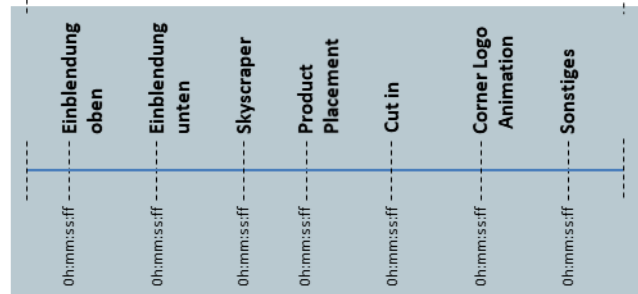 Einblendung
oben
Einblendung
unten
Skyscraper
Product
Placement
Cut in
Corner Logo
Animation
Sonstiges
0h:mm:ss:ff
0h:mm:ss:ff
0h:mm:ss:ff
0h:mm:ss:ff
0h:mm:ss:ff
0h:mm:ss:ff
0h:mm:ss:ff